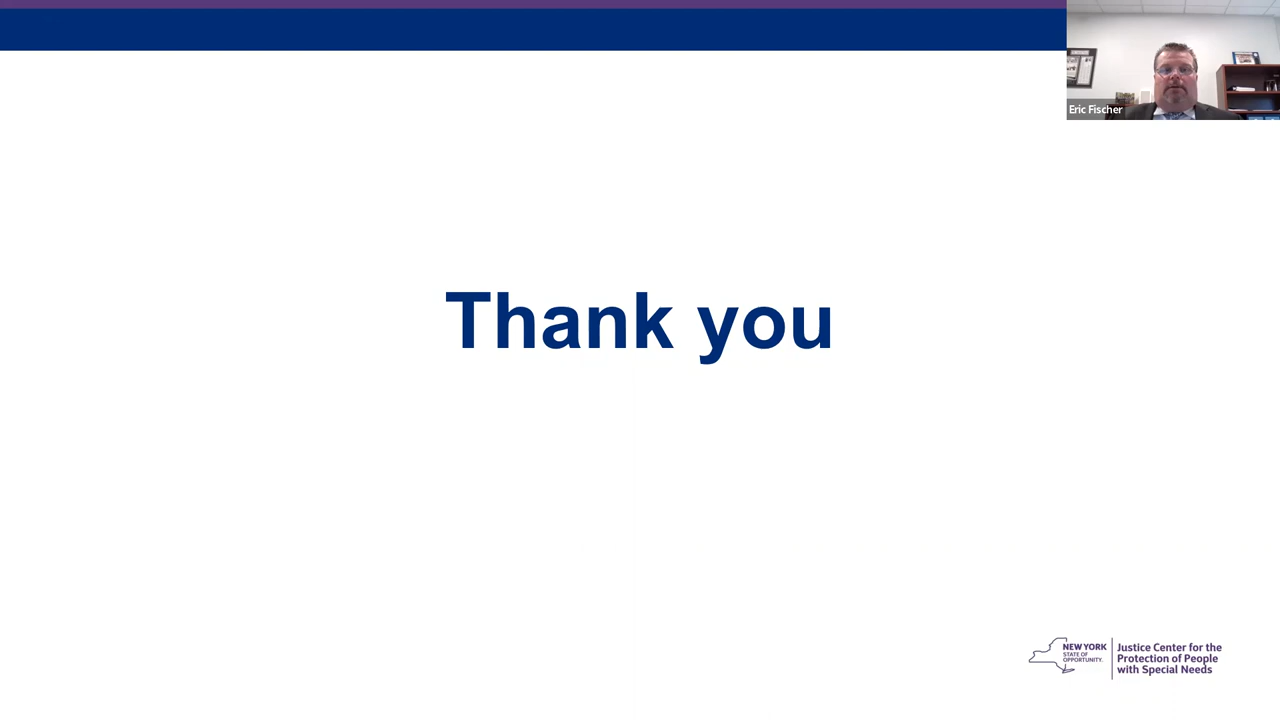 Eric Fischer
Thank you
NEW YORK
STATE OF
OPPORTUNITY.
Justice Center for the
Protection of People
with Special Needs